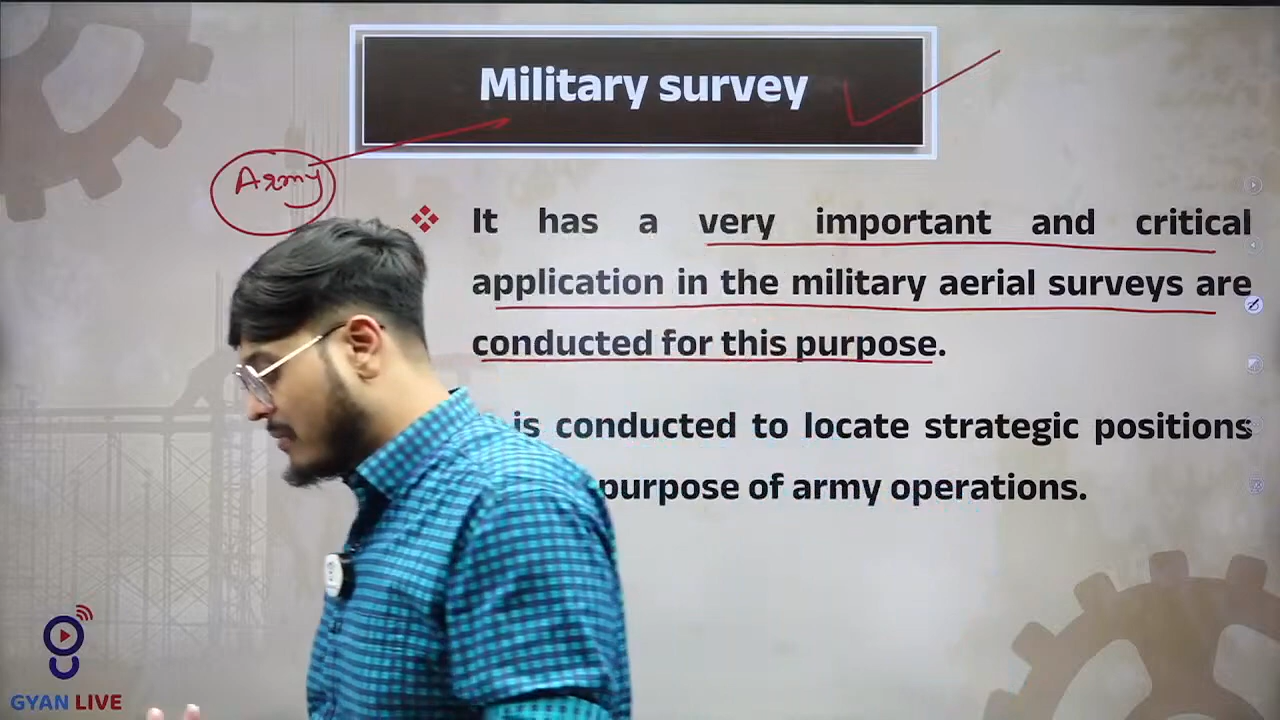 Military survey
Army
It has a very important and critical
application in the military aerial surveys are
conducted for this purpose.
is conducted to locate strategic positions
purpose of army operations.
GYAN LIVE